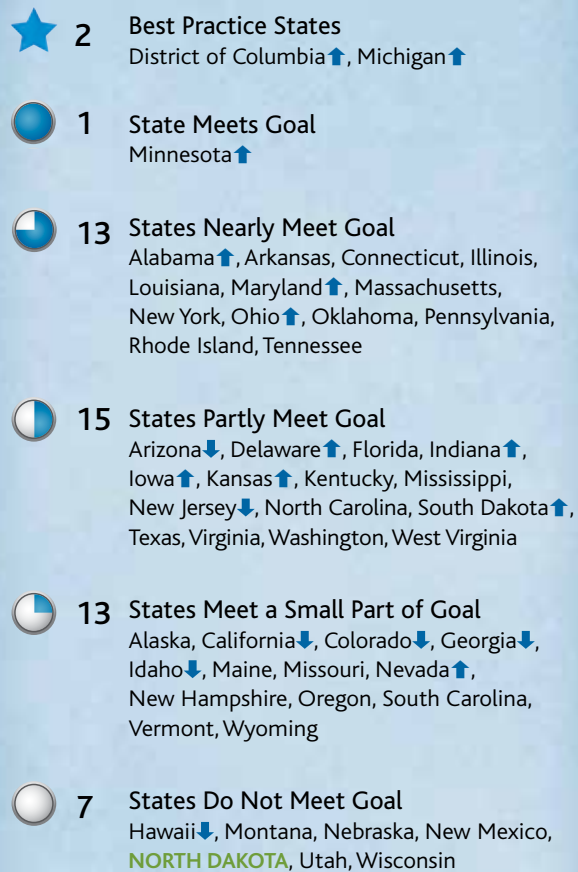 2 Best Practice States
District of Columbia⬆, Michigan⬆
1 State Meets Goal
Minnesota⬆
13 States Nearly Meet Goal
Alabama⬆, Arkansas, Connecticut, Illinois,
Louisiana, Maryland⬆, Massachusetts,
New York, Ohio⬆, Oklahoma, Pennsylvania,
Rhode Island, Tennessee
15 States Partly Meet Goal
Arizona⬇, Delaware⬆, Florida, Indiana⬆,
Iowa⬆, Kansas⬆, Kentucky, Mississippi,
New Jersey⬇, North Carolina, South Dakota⬆,
Texas, Virginia, Washington, West Virginia
13 States Meet a Small Part of Goal
Alaska, California⬇, Colorado⬇, Georgia⬇,
Idaho⬇, Maine, Missouri, Nevada⬆,
New Hampshire, Oregon, South Carolina,
Vermont, Wyoming
7 States Do Not Meet Goal
Hawaii⬇, Montana, Nebraska, New Mexico,
NORTH DAKOTA, Utah, Wisconsin